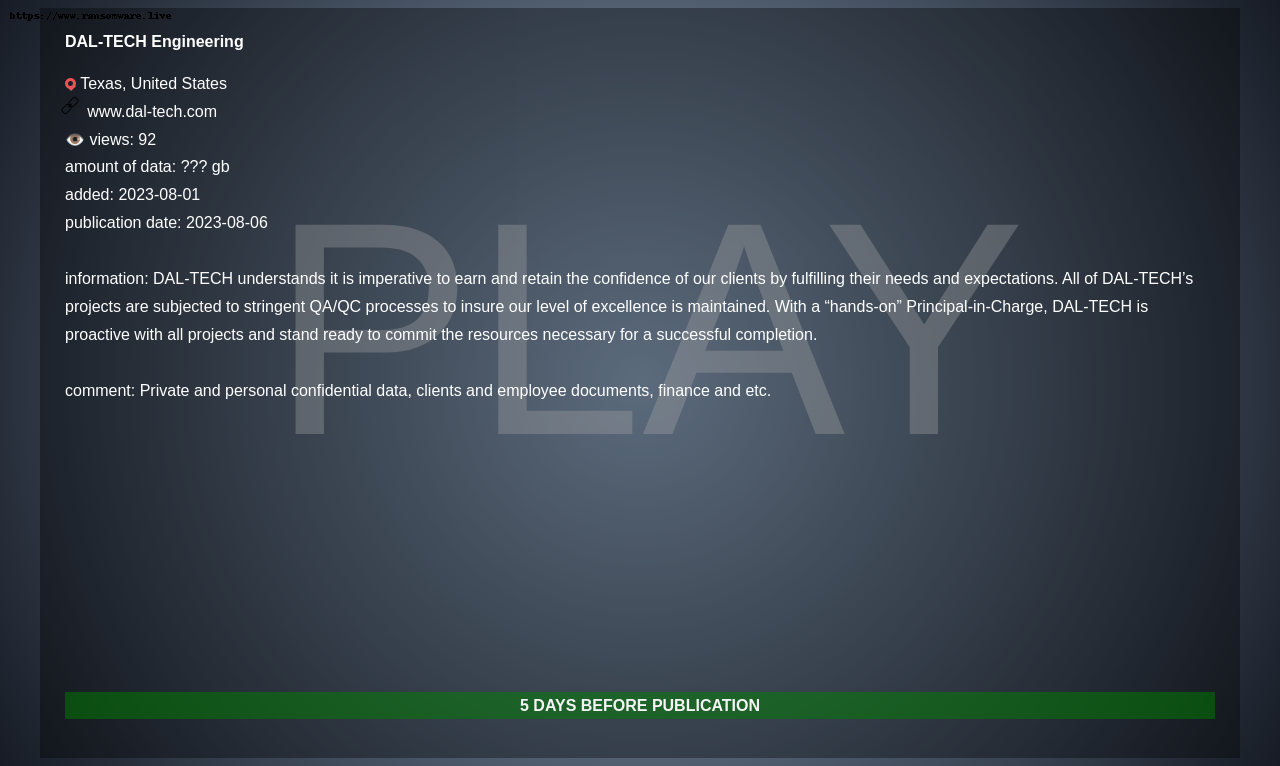 https://www.ransomware.live
DAL-TECH Engineering
Texas, United States
www.dal-tech.com
views: 92
amount of data: ??? gb
added: 2023-08-01
publication date: 2023-08-06
PLAY
information: DAL-TECH understands it is imperative to earn and retain the confidence of our clients by fulfilling their needs and expectations. All of DAL-TECH’s
projects are subjected to stringent QA/QC processes to insure our level of excellence is maintained. With a “hands-on” Principal-in-Charge, DAL-TECH is
proactive with all projects and stand ready to commit the resources necessary for a successful completion.
comment: Private and personal confidential data, clients and employee documents, finance and etc.
5 DAYS BEFORE PUBLICATION